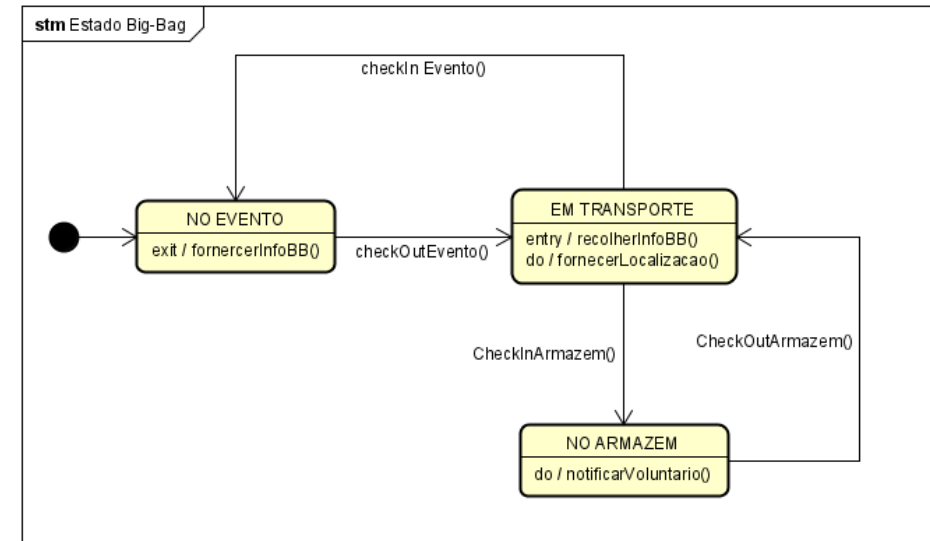 stm Estado Big-Bag
checkIn Evento()
NO EVENTO
exit / fornercerInfoBB()
checkOutEvento()
EM TRANSPORTE
entry / recolherInfoBB()
do / fornecerLocalizacao()
CheckInArmazem()
CheckOutArmazem()
NO ARMAZEM
do / notificarVoluntario()